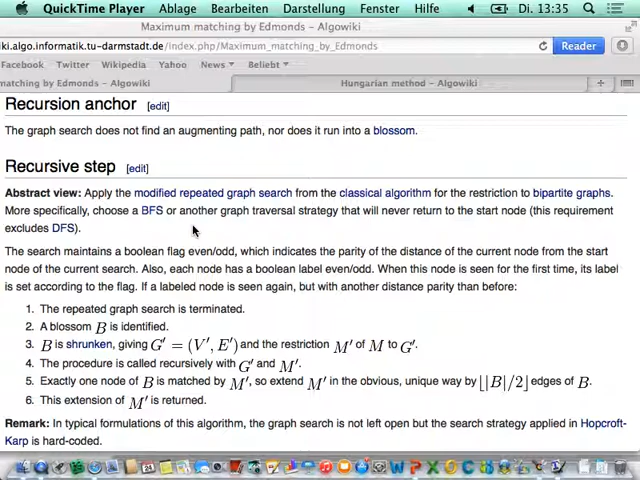 QuickTime Player Ablage Bearbeiten Darstellung Fenster Hilfe Di. 13:35
Maximum matching by Edmonds - Algowiki
iki.algo.informatik.tu-darmstadt.de/index.php/Maximum_matching_by_Edmonds Reader
Facebook Twitter Wikipedia Yahoo News Beliebt
matching by Edmonds - Algowiki Hungarian method - Algowiki
Recursion anchor [edit]
The graph search does not find an augmenting path, nor does it run into a blossom.
Recursive step [edit]
Abstract view: Apply the modified repeated graph search from the classical algorithm for the restriction to bipartite graphs.
More specifically, choose a BFS or another graph traversal strategy that will never return to the start node (this requirement
excludes DFS).
The search maintains a boolean flag even/odd, which indicates the parity of the distance of the current node from the start
node of the current search. Also, each node has a boolean label even/odd. When this node is seen for the first time, its label
is set according to the flag. If a labeled node is seen again, but with another distance parity than before:
1. The repeated graph search is terminated.
2. A blossom B is identified.
3. B is shrunken, giving G′ = (V′, E′) and the restriction M′ of M to G′.
4. The procedure is called recursively with G′ and M′.
5. Exactly one node of B is matched by M′, so extend M′ in the obvious, unique way by ⌊|B|/2⌋ edges of B.
6. This extension of M′ is returned.
Remark: In typical formulations of this algorithm, the graph search is not left open but the search strategy applied in Hopcroft-
Karp is hard-coded.